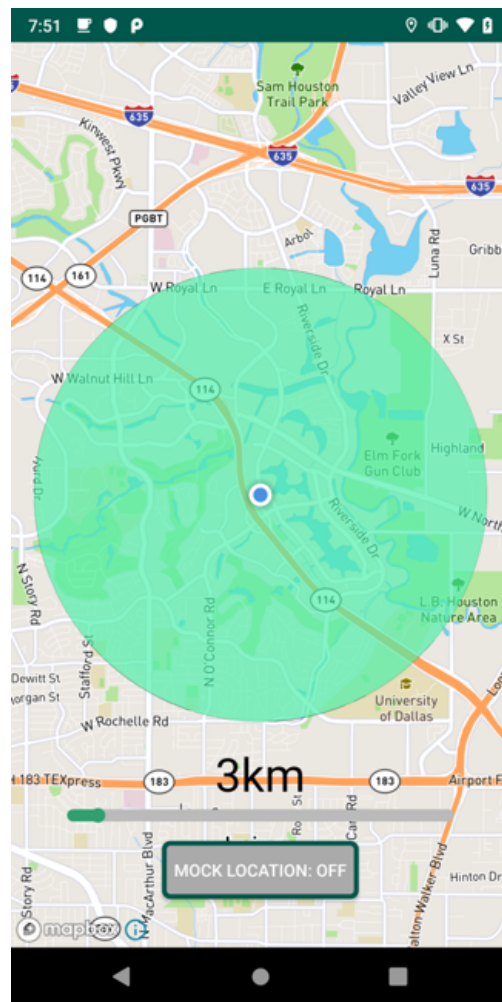 7:51
Sam Houston
Trail Park
Valley View Ln
635
Kinwest Pkwy
635
635
PGBT
Arbol
Luna Rd
Gribb
114
161
W Royal Ln
E Royal Ln
Royal Ln
Riverside Dr
X St
W Walnut Hill Ln
114
Elm Fork
Gun Club
Highland
W North
Riverside Dr
N Story Rd
114
L.B. Houston
Nature Area
N O'Connor Rd
Stafford St
Dewitt St
organ St
University
of Dallas
W Rochelle Rd
3km
183 TEXpress
183
183
Airport F
MOCK LOCATION: OFF
Hinton Dr
Story Rd
N MacArthur Blvd
alton Walker Blvd
mapbox